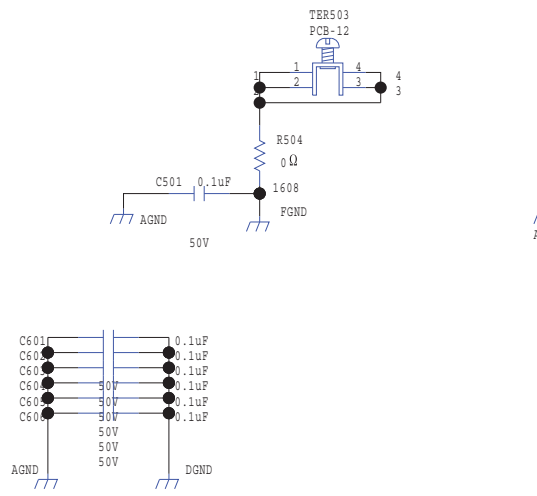 TER503
PCB-12
1 1 4 4
2 2 3 3
R504
0Ω
C501 0.1uF 1608
AGND FGND
50V
C601 0.1uF
C602 0.1uF
C603 0.1uF
C604 50V 0.1uF
C605 50V 0.1uF
C606 50V 0.1uF
50V
50V
50V
AGND DGND